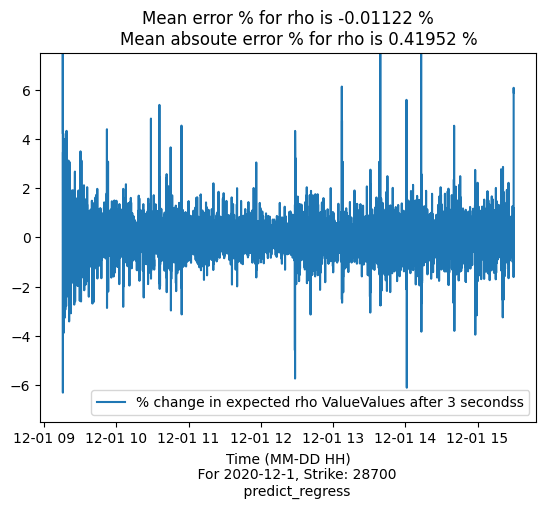 Mean error % for rho is -0.01122 %
Mean absoute error % for rho is 0.41952 %
6
4
2
0
−2
−4
−6
% change in expected rho ValueValues after 3 secondss
12-01 09 12-01 10 12-01 11 12-01 12 12-01 13 12-01 14 12-01 15
Time (MM-DD HH)
For 2020-12-1, Strike: 28700
predict_regress